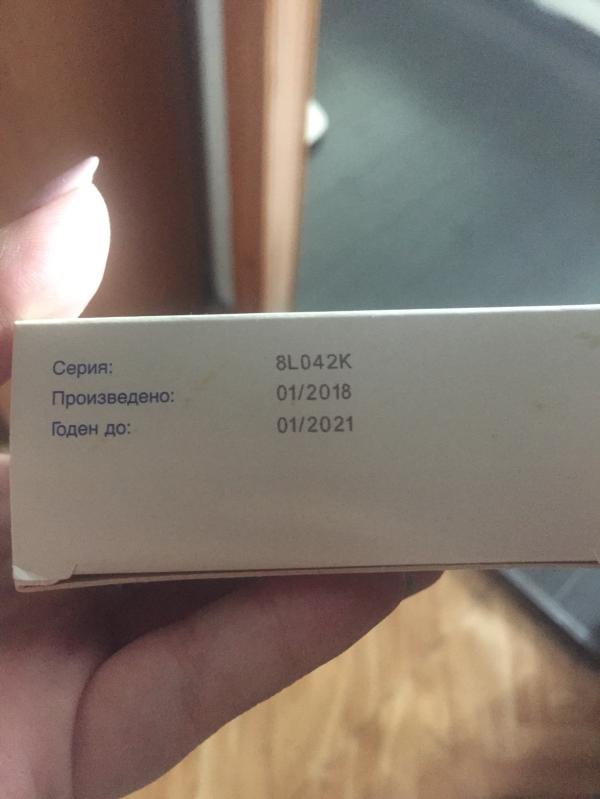 Серия: 8L042K
Произведено: 01/2018
Годен до: 01/2021